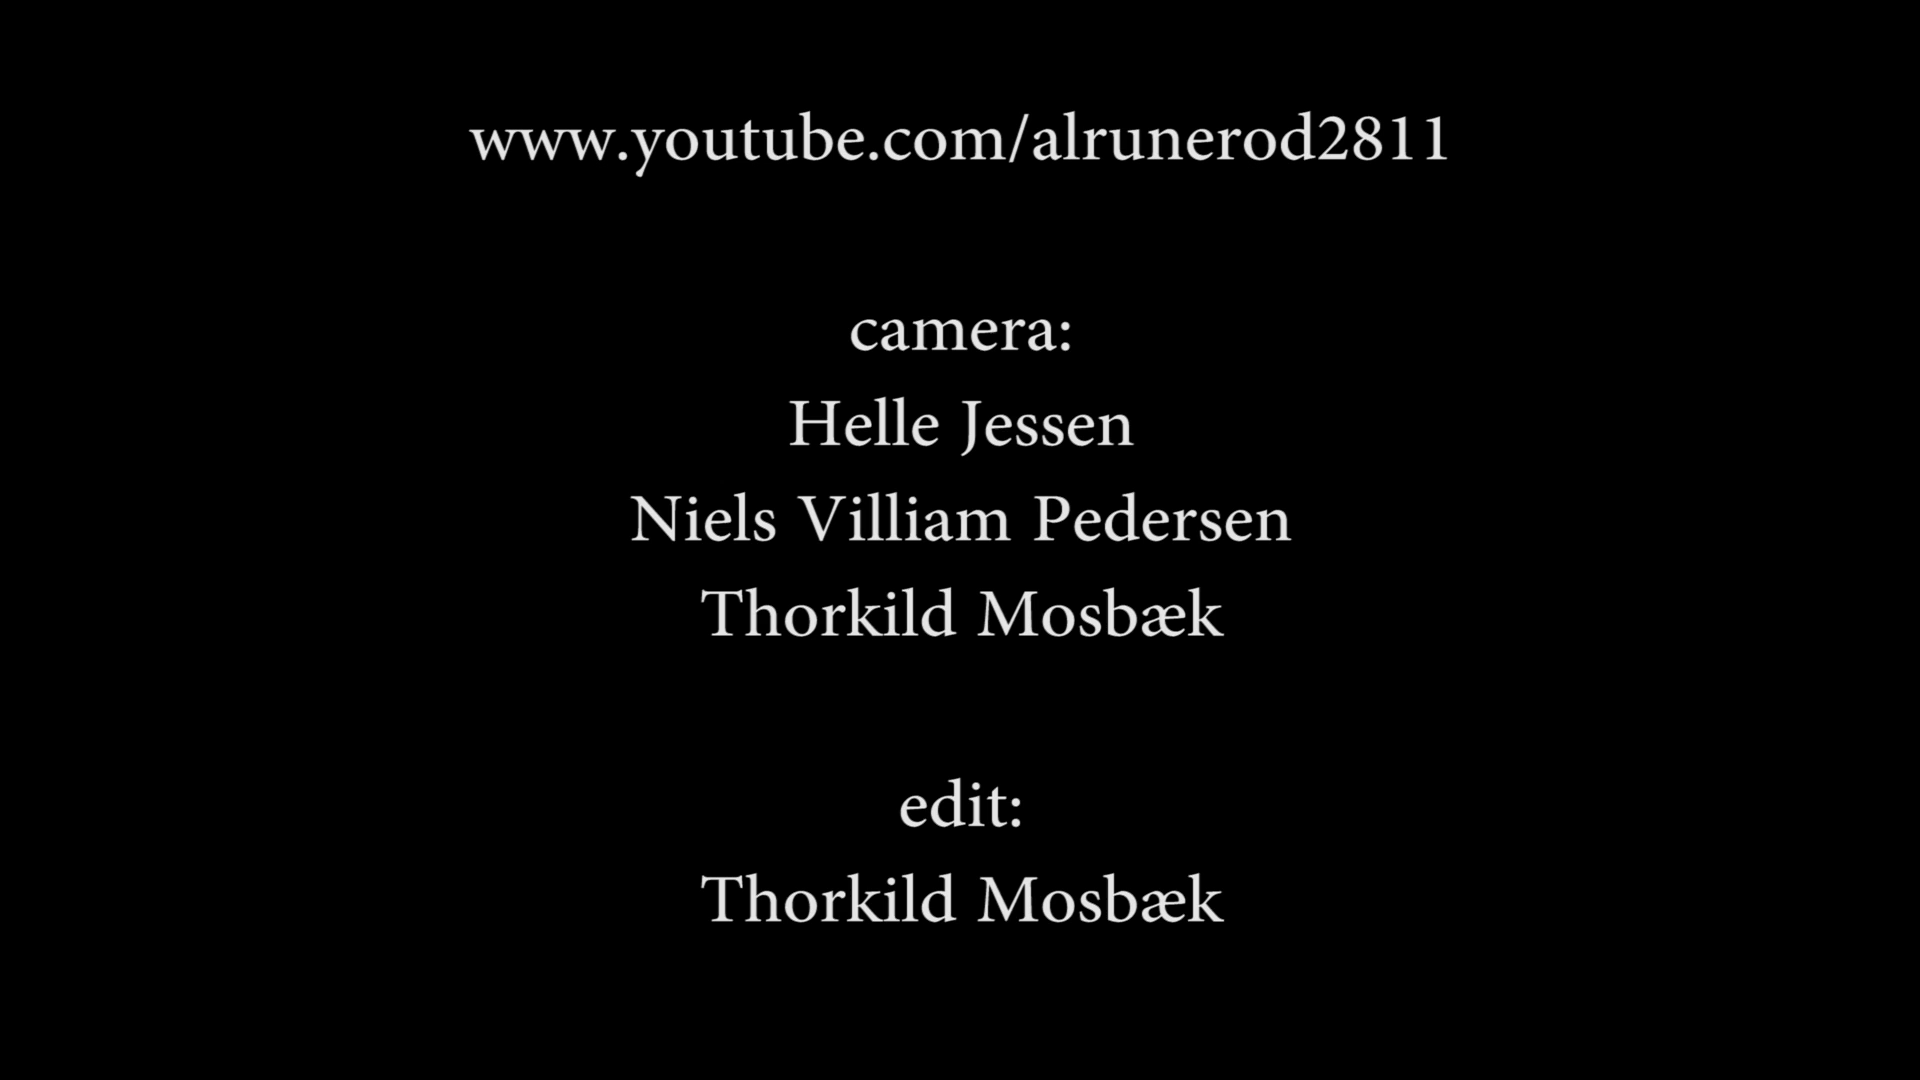 www.youtube.com/alrunerod2811
camera:
Helle Jessen
Niels Villiam Pedersen
Thorkild Mosbæk
edit:
Thorkild Mosbæk